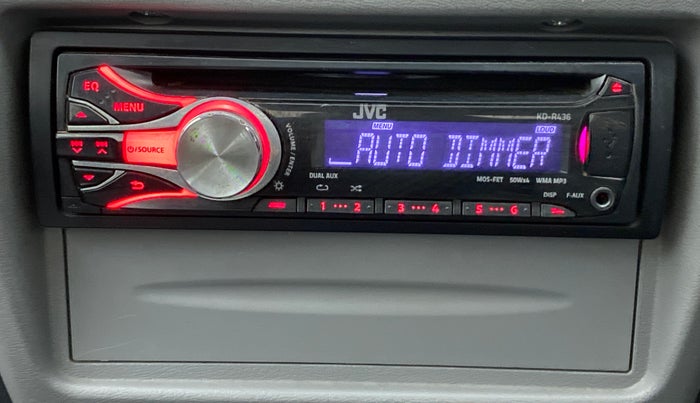 EQ
MENU
⏻/SOURCE
VOLUME / ENTER
JVC
KD-R436
MENU
LOUD
_AUTO DIMMER
MOS-FET 50Wx4 WMA MP3
DUAL AUX
DISP F-AUX
1 ••• 2
3 ••• 4
5 ••• 6